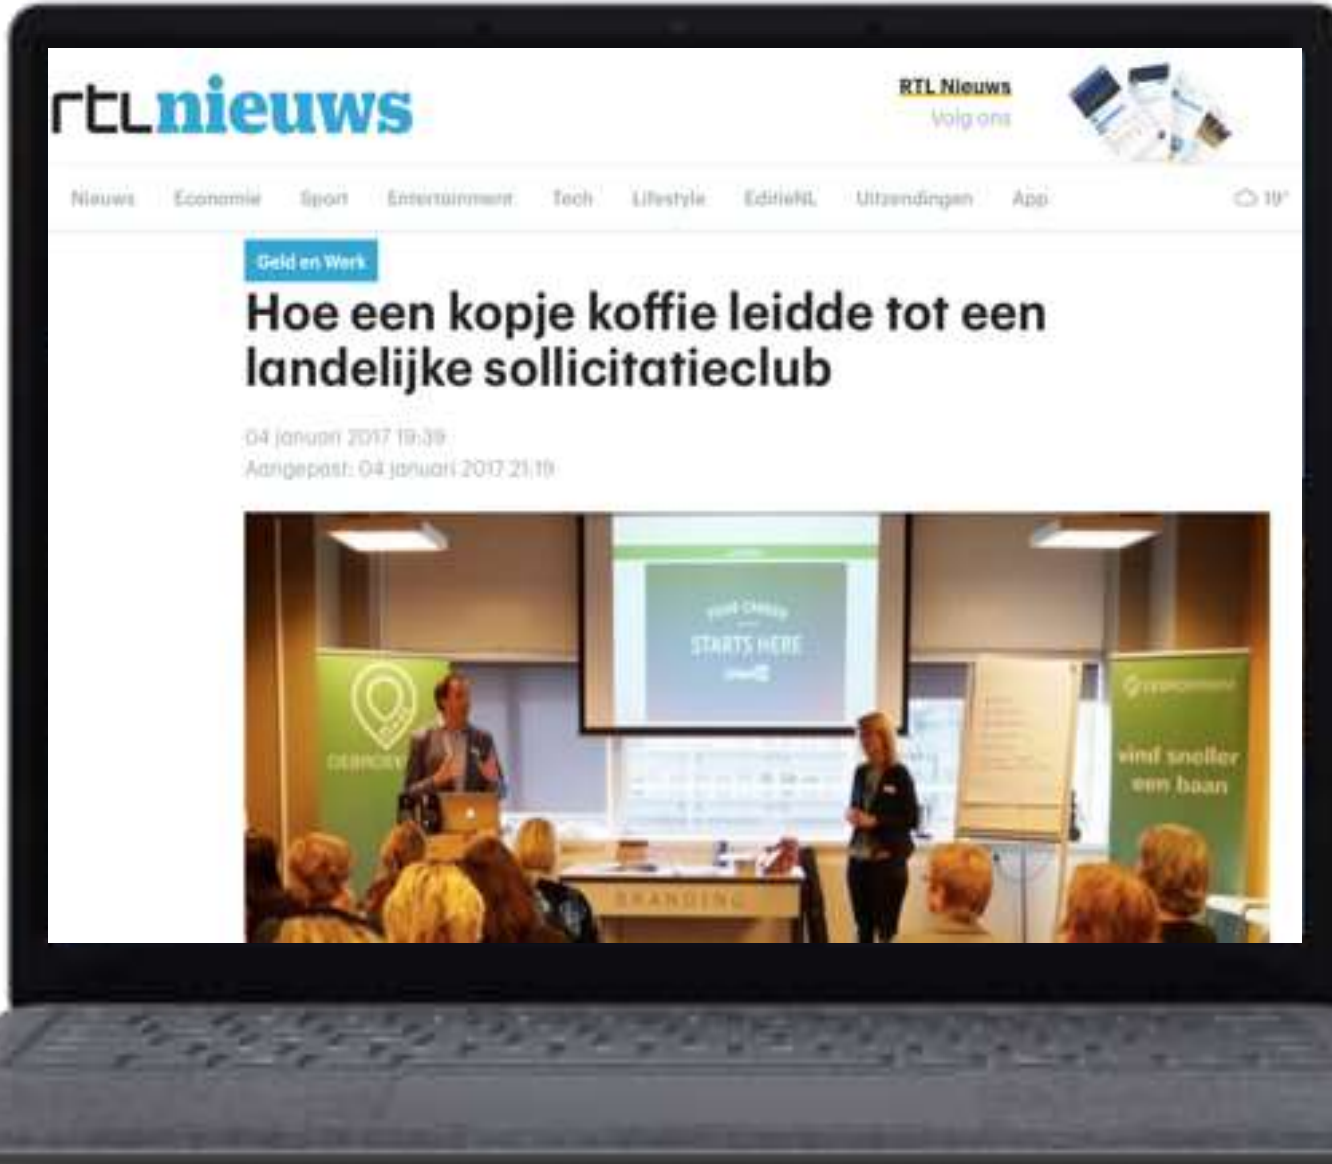 rtlnieuws
RTL Nieuws
Volg ons
Nieuws Economie Sport Entertainment Tech Lifestyle EditieNL Uitzendingen App 19°
Geld en Werk
Hoe een kopje koffie leidde tot een
landelijke sollicitatieclub
04 januari 2017 19:39
Aangepast: 04 januari 2017 21:19
YOUR CAREER
STARTS HERE
vind sneller
een baan
BRANDING